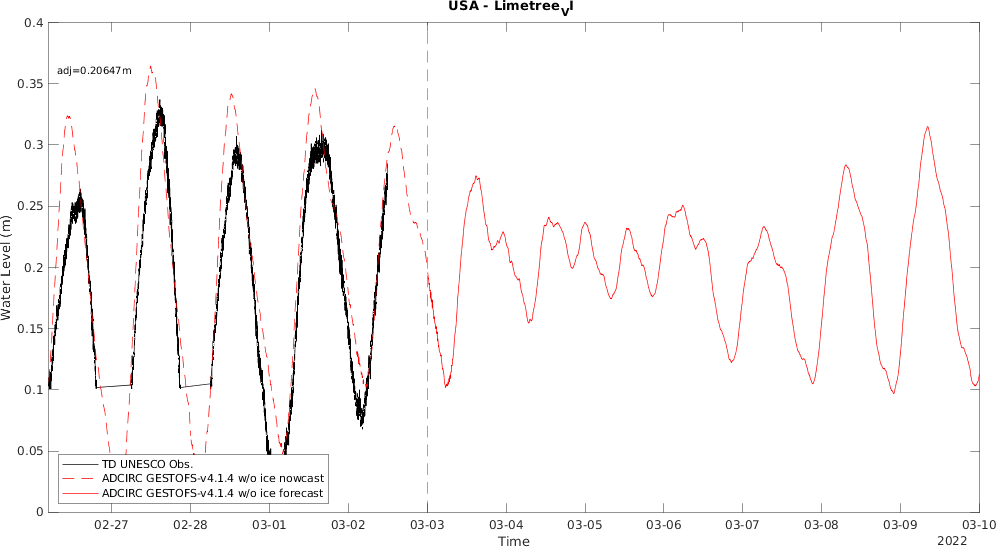 USA - Limetree_VI
0.4
0.35
0.3
0.25
0.2
0.15
0.1
0.05
0
Water Level (m)
adj=0.20647m
TD UNESCO Obs.
ADCIRC GESTOFS-v4.1.4 w/o ice nowcast
ADCIRC GESTOFS-v4.1.4 w/o ice forecast
02-27 02-28 03-01 03-02 03-03 03-04 03-05 03-06 03-07 03-08 03-09 03-10
Time
2022